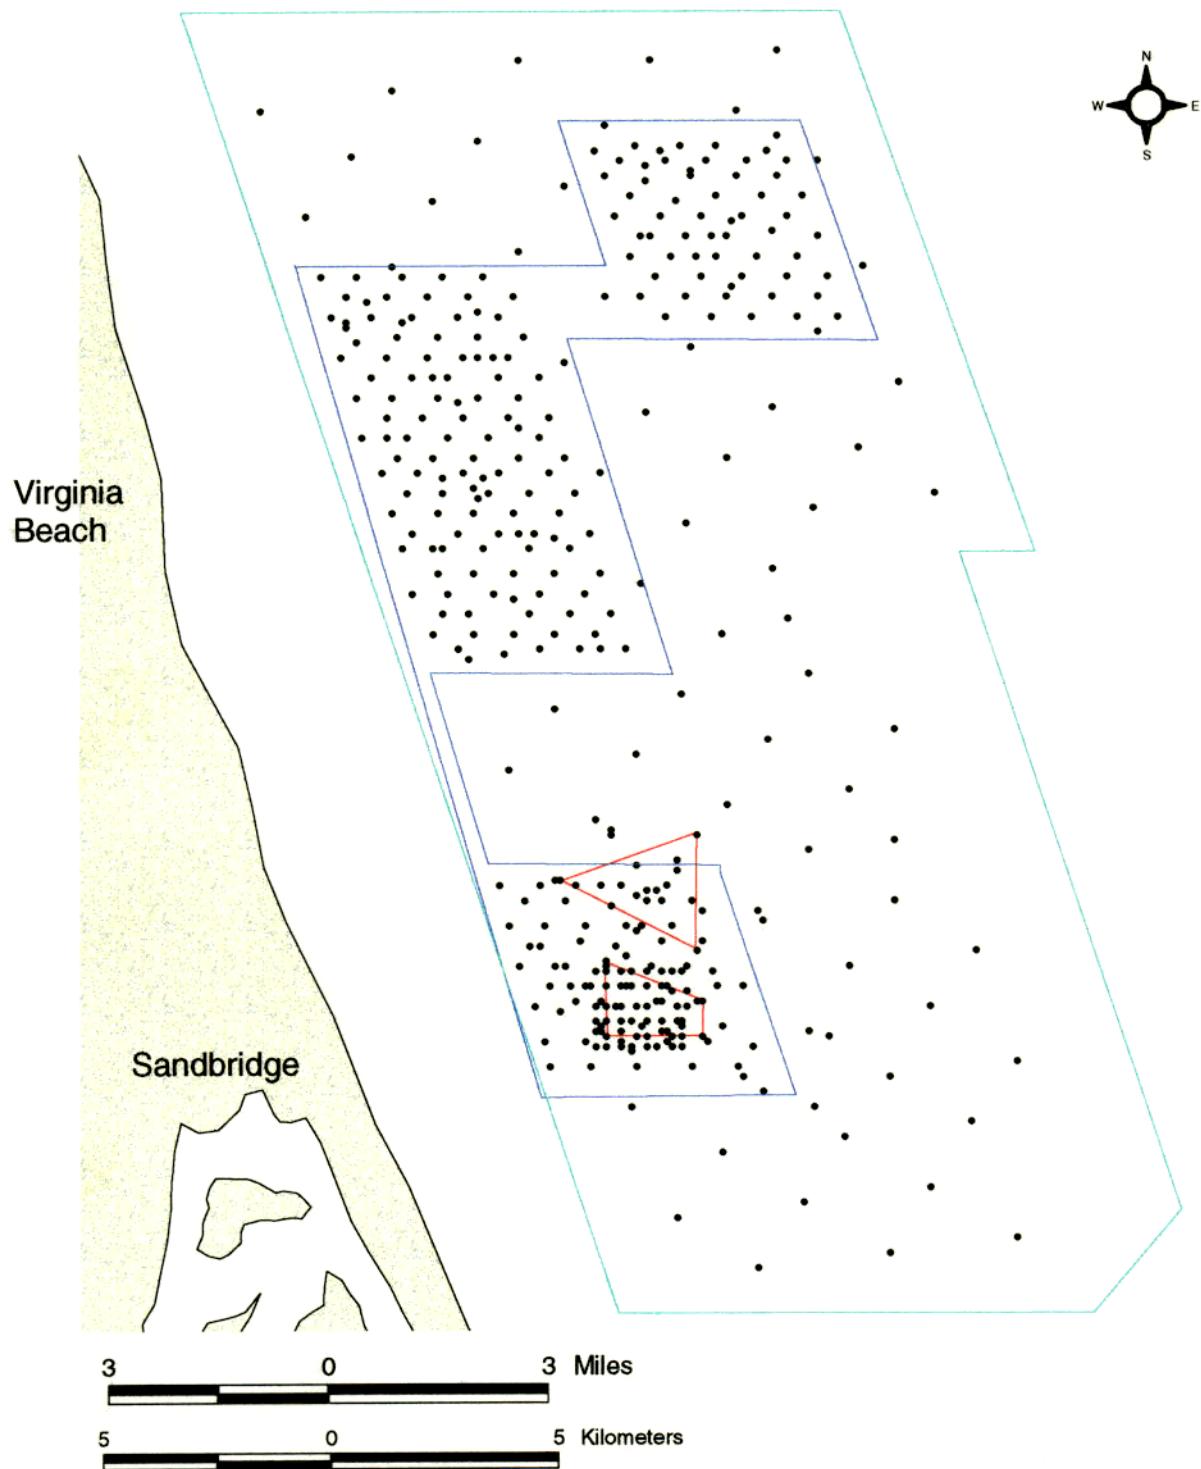 N
W E
S
Virginia
Beach
Sandbridge
3 0 3 Miles
5 0 5 Kilometers